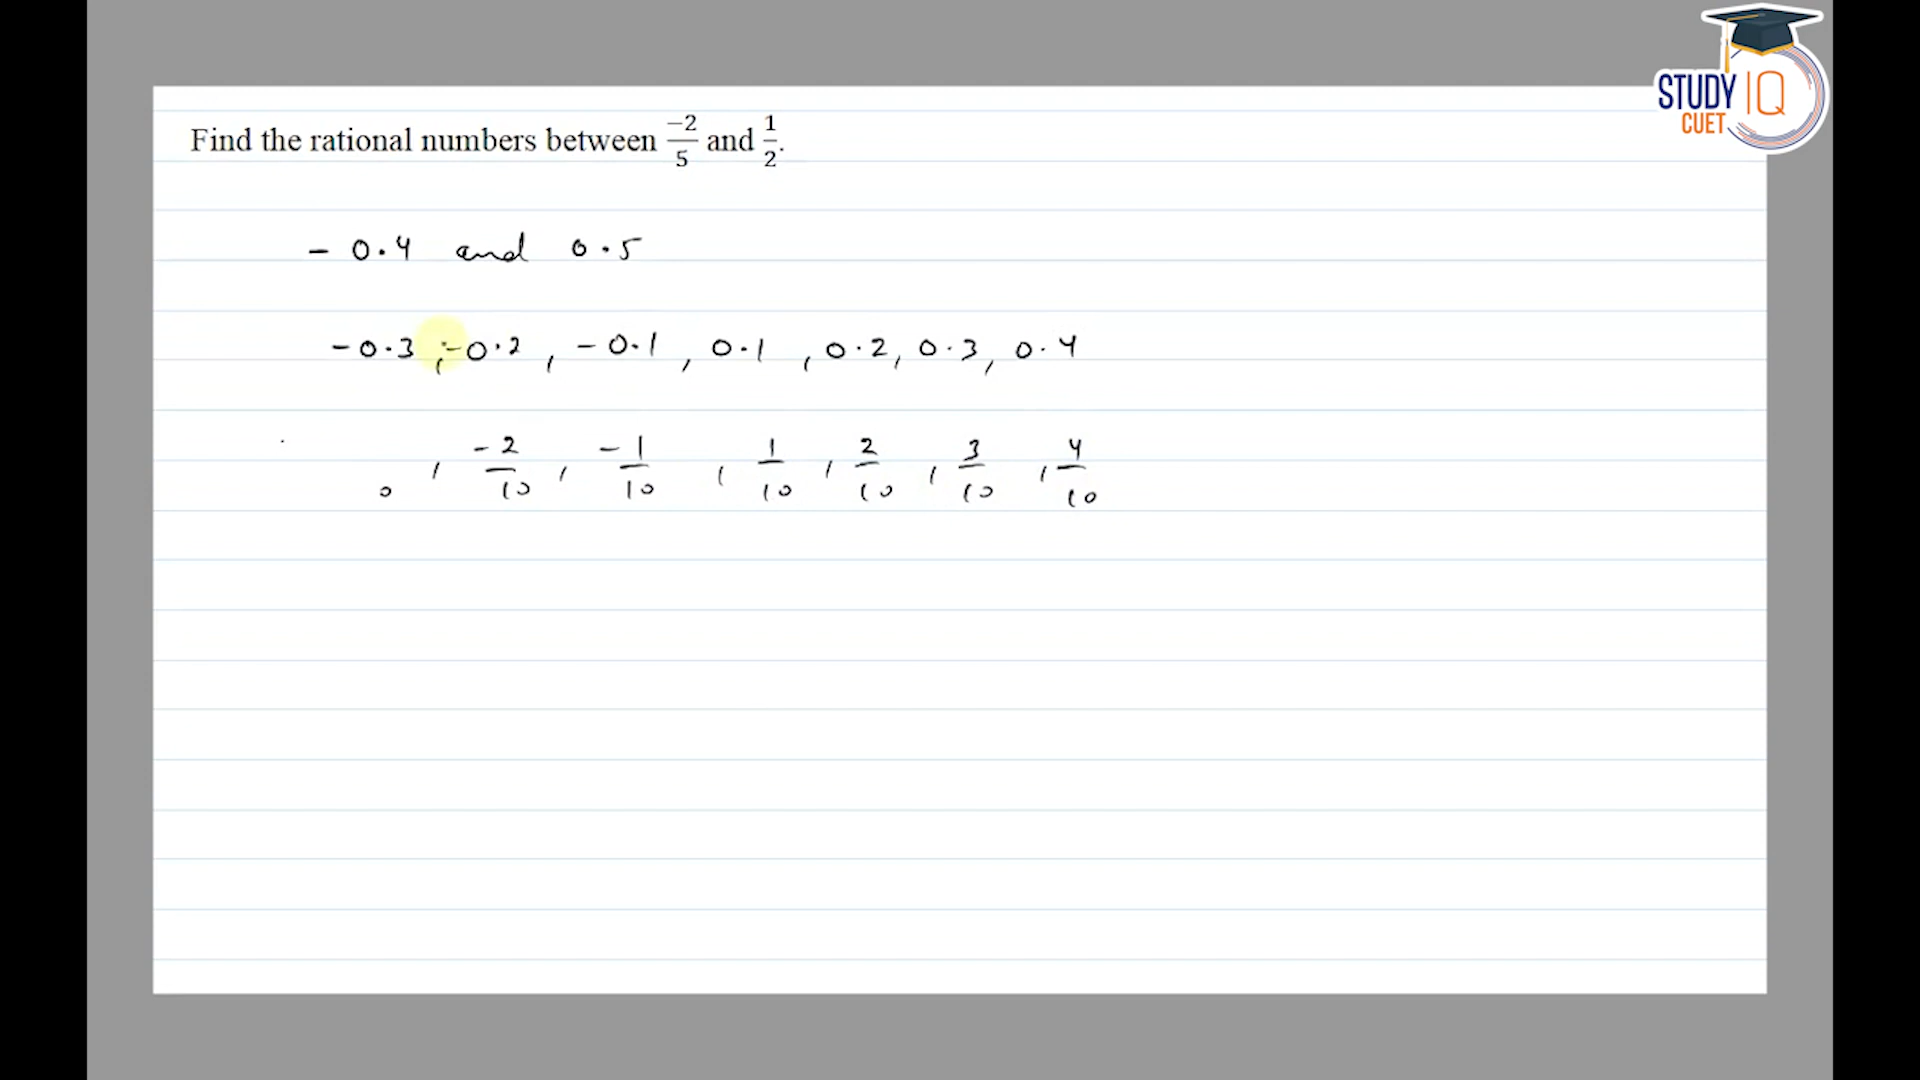 STUDY IQ
CUET
Find the rational numbers between -2/5 and 1/2.
- 0.4 and 0.5
-0.3, -0.2, -0.1, 0.1, 0.2, 0.3, 0.4
0, -2/10, -1/10, 1/10, 2/10, 3/10, 4/10